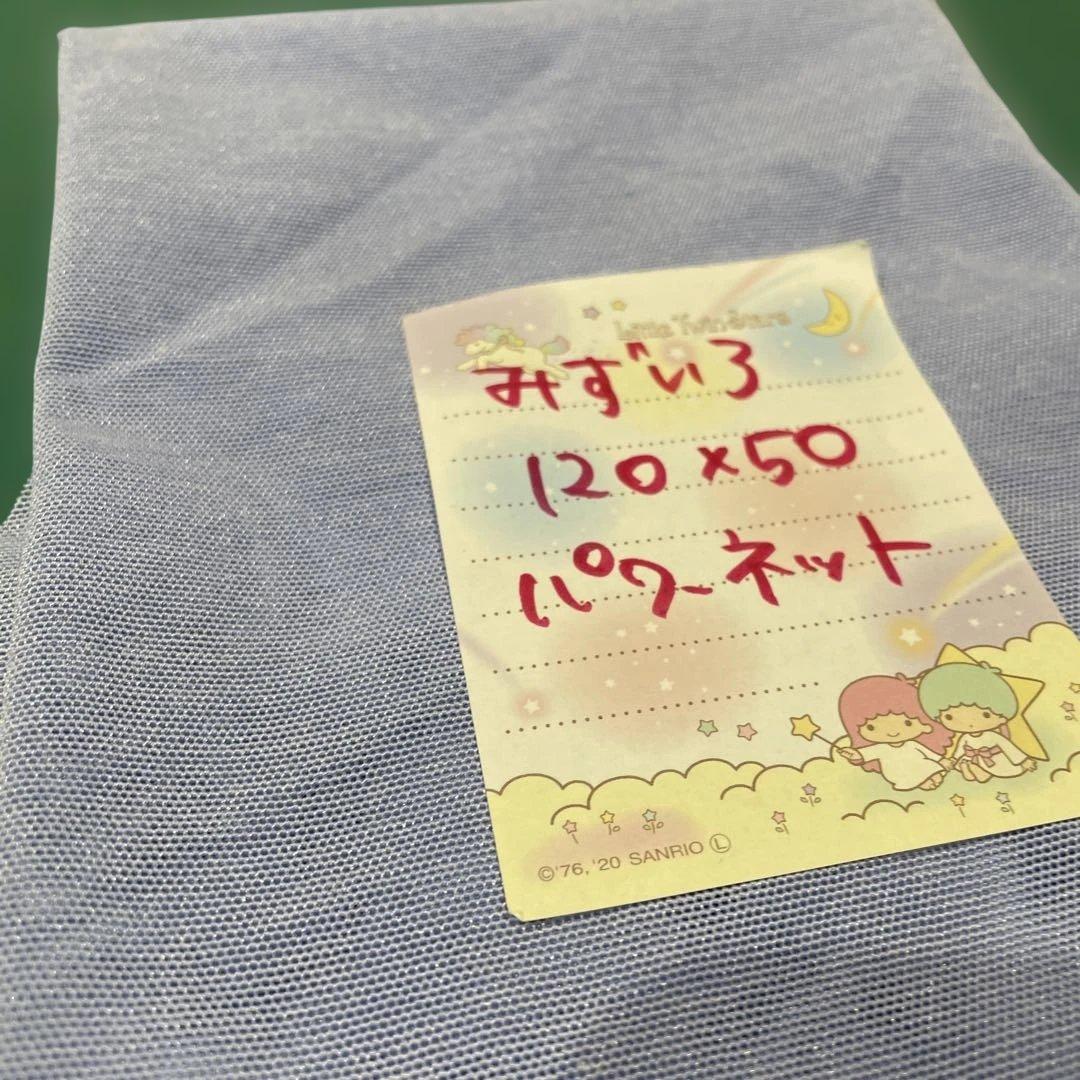 Little Twin Stars
みずいろ
120×50
パワーネット
©'76,'20 SANRIO Ⓛ